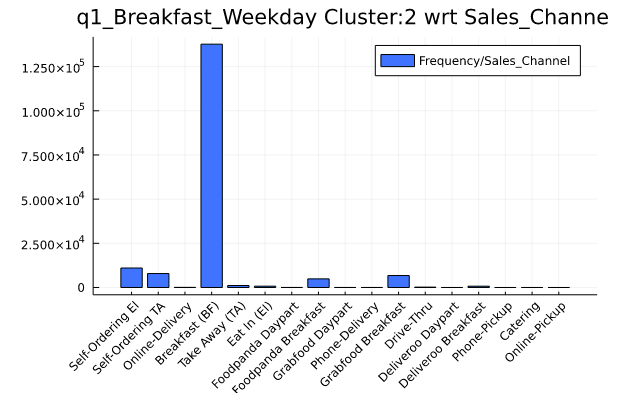 q1_Breakfast_Weekday Cluster:2 wrt Sales_Channe
Frequency/Sales_Channel
1.250×10⁵
1.000×10⁵
7.500×10⁴
5.000×10⁴
2.500×10⁴
0
Self-Ordering EI
Self-Ordering TA
Online-Delivery
Breakfast (BF)
Take Away (TA)
Eat In (EI)
Foodpanda Daypart
Foodpanda Breakfast
Grabfood Daypart
Phone-Delivery
Grabfood Breakfast
Drive-Thru
Deliveroo Daypart
Deliveroo Breakfast
Phone-Pickup
Catering
Online-Pickup